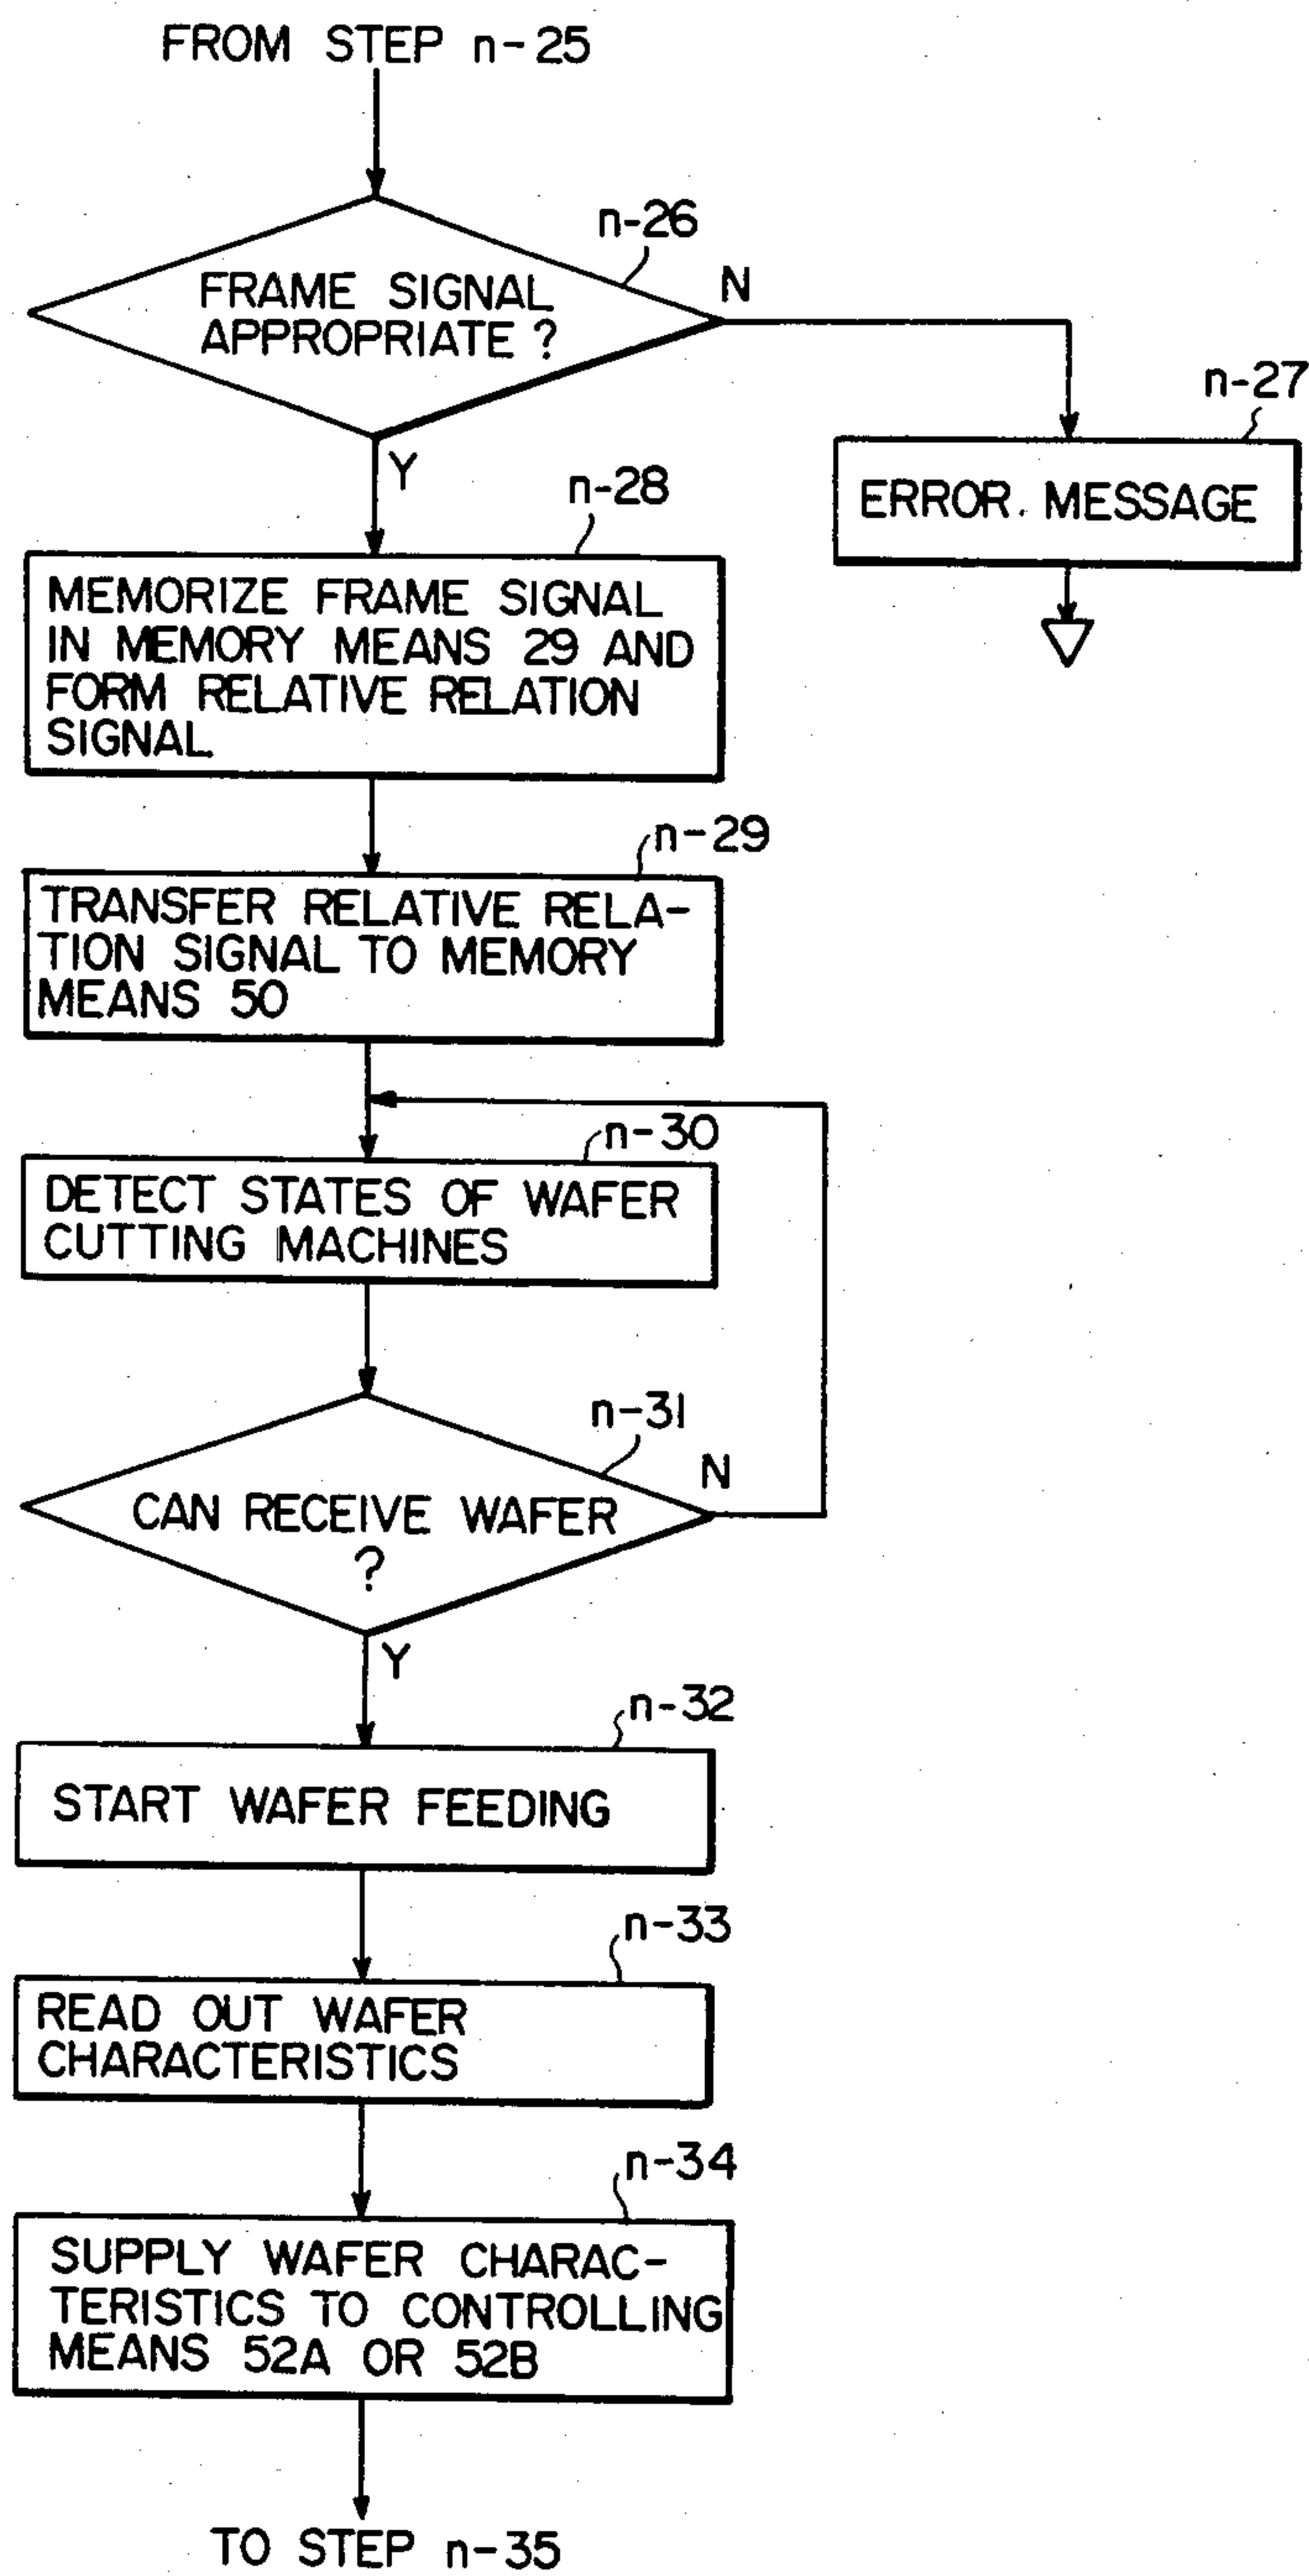 FROM STEP n-25
n-26
FRAME SIGNAL
APPROPRIATE ?
N
n-27
ERROR. MESSAGE
Y
n-28
MEMORIZE FRAME SIGNAL
IN MEMORY MEANS 29 AND
FORM RELATIVE RELATION
SIGNAL
n-29
TRANSFER RELATIVE RELA-
TION SIGNAL TO MEMORY
MEANS 50
n-30
DETECT STATES OF WAFER
CUTTING MACHINES
n-31
N
CAN RECEIVE WAFER
?
Y
n-32
START WAFER FEEDING
n-33
READ OUT WAFER
CHARACTERISTICS
n-34
SUPPLY WAFER CHARAC-
TERISTICS TO CONTROLLING
MEANS 52A OR 52B
TO STEP n-35